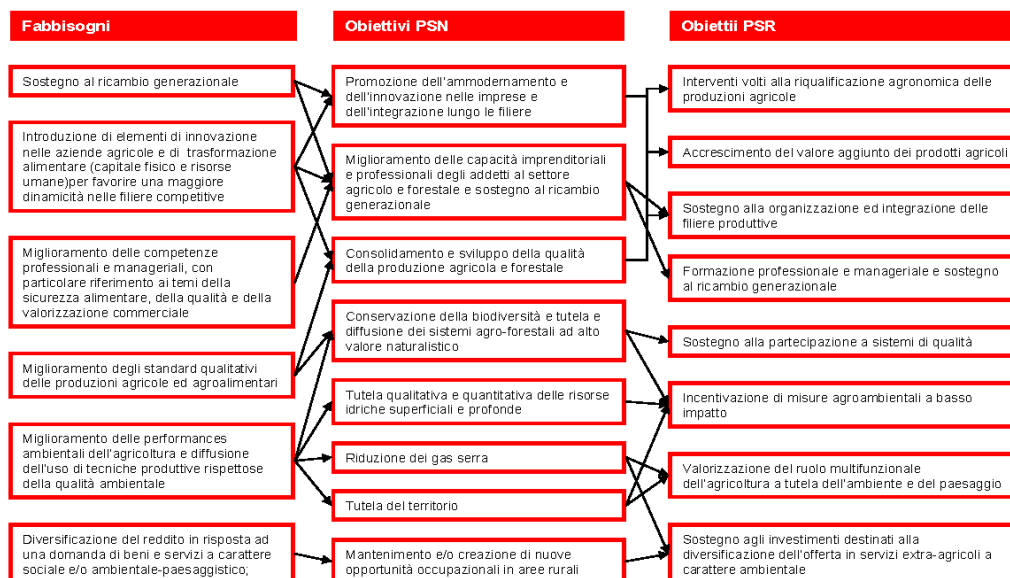 Fabbisogni
Sostegno al ricambio generazionale
Introduzione di elementi di innovazione
nelle aziende agricole e di trasformazione
alimentare (capitale fisico e risorse
umane)per favorire una maggiore
dinamicità nelle filiere competitive
Miglioramento delle competenze
professionali e manageriali, con
particolare riferimento ai temi della
sicurezza alimentare, della qualità e della
valorizzazione commerciale
Miglioramento degli standard qualitativi
delle produzioni agricole ed agroalimentari
Miglioramento delle performances
ambientali dell'agricoltura e diffusione
dell'uso di tecniche produttive rispettose
della qualità ambientale
Diversificazione del reddito in risposta ad
una domanda di beni e servizi a carattere
sociale e/o ambientale-paesaggistico;
Obiettivi PSN
Promozione dell'ammodernamento e
dell'innovazione nelle imprese e
dell'integrazione lungo le filiere
Miglioramento delle capacità imprenditoriali
e professionali degli addetti al settore
agricolo e forestale e sostegno al ricambio
generazionale
Consolidamento e sviluppo della qualità
della produzione agricola e forestale
Conservazione della biodiversità e tutela e
diffusione dei sistemi agro-forestali ad alto
valore naturalistico
Tutela qualitativa e quantitativa delle risorse
idriche superficiali e profonde
Riduzione dei gas serra
Tutela del territorio
Mantenimento e/o creazione di nuove
opportunità occupazionali in aree rurali
Obiettii PSR
Interventi volti alla riqualificazione agronomica delle
produzioni agricole
Accrescimento del valore aggiunto dei prodotti agricoli
Sostegno alla organizzazione ed integrazione delle
filiere produttive
Formazione professionale e manageriale e sostegno
al ricambio generazionale
Sostegno alla partecipazione a sistemi di qualità
Incentivazione di misure agroambientali a basso
impatto
Valorizzazione del ruolo multifunzionale
dell'agricoltura a tutela dell'ambiente e del paesaggio
Sostegno agli investimenti destinati alla
diversificazione dell'offerta in servizi extra-agricoli a
carattere ambientale